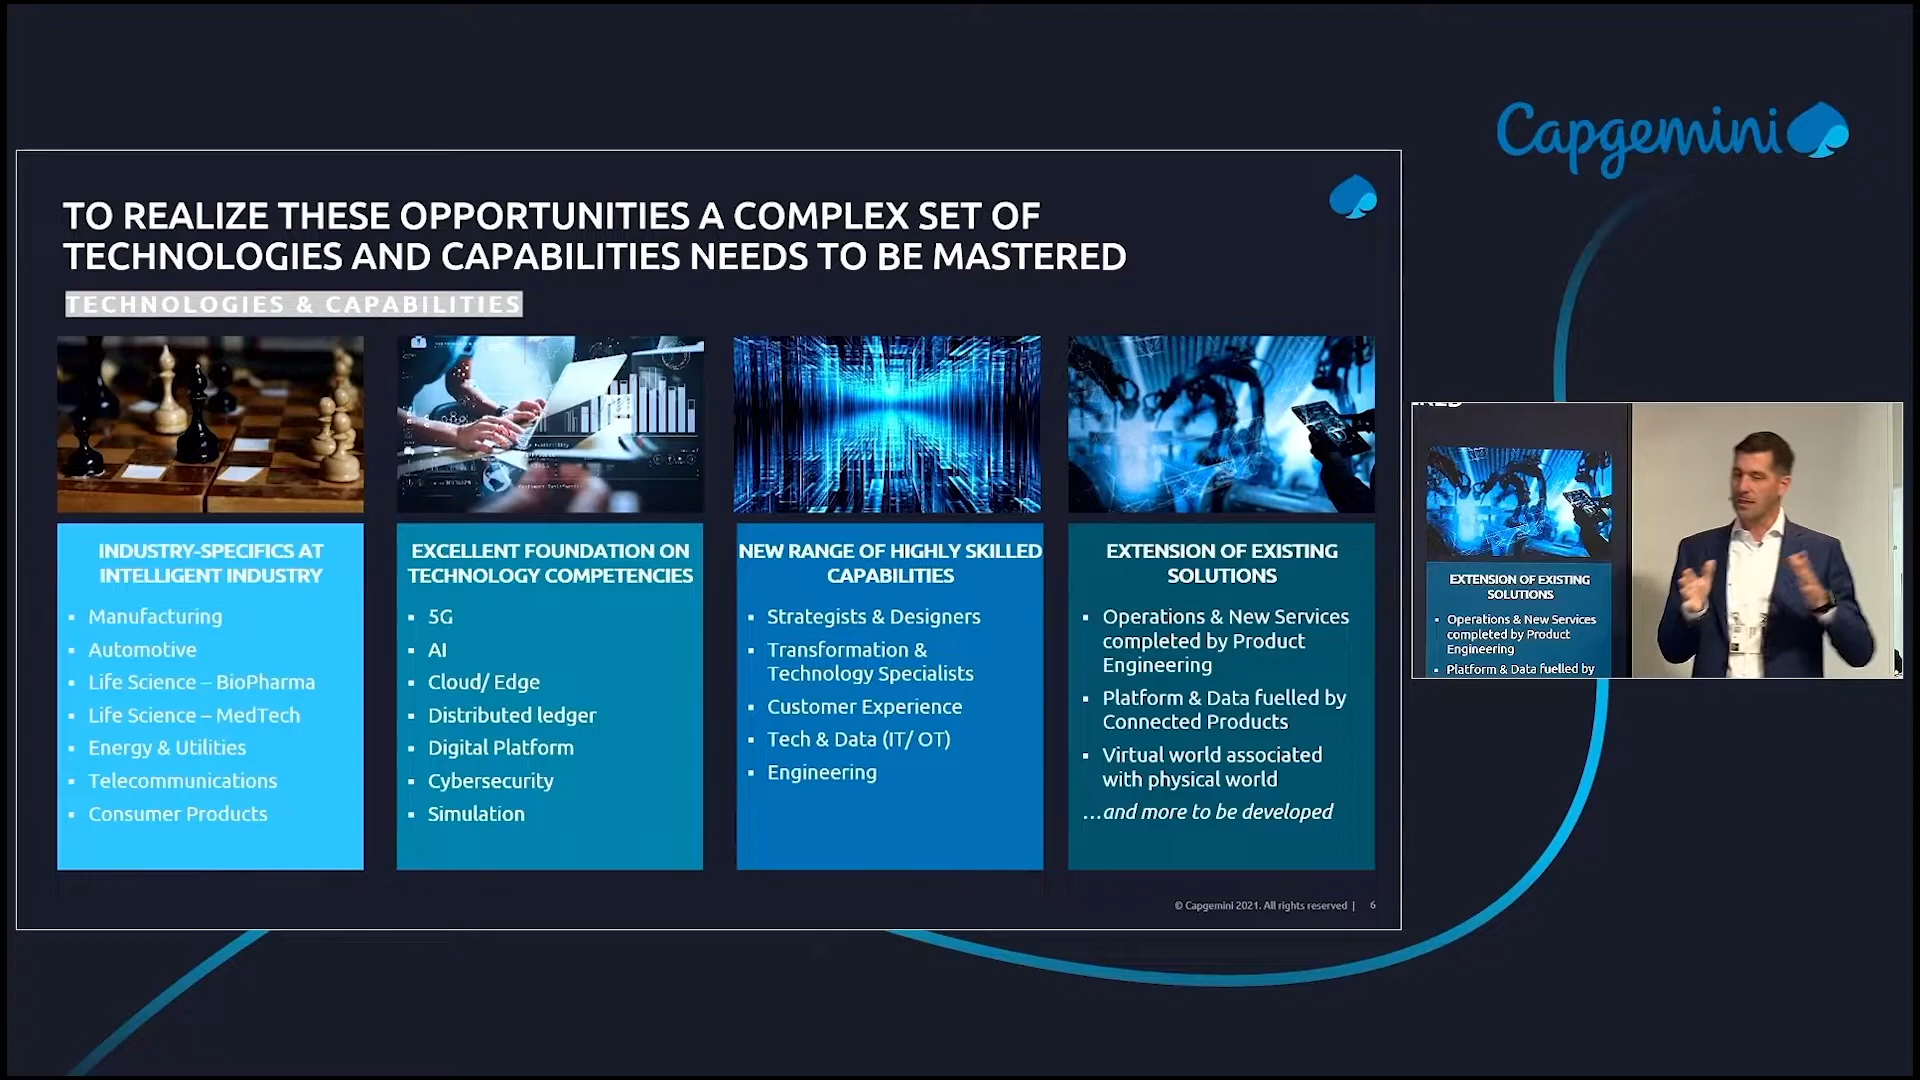 Capgemini
TO REALIZE THESE OPPORTUNITIES A COMPLEX SET OF
TECHNOLOGIES AND CAPABILITIES NEEDS TO BE MASTERED
TECHNOLOGIES & CAPABILITIES
INDUSTRY-SPECIFICS AT
INTELLIGENT INDUSTRY
▪ Manufacturing
▪ Automotive
▪ Life Science – BioPharma
▪ Life Science – MedTech
▪ Energy & Utilities
▪ Telecommunications
▪ Consumer Products
EXCELLENT FOUNDATION ON
TECHNOLOGY COMPETENCIES
▪ 5G
▪ AI
▪ Cloud/ Edge
▪ Distributed ledger
▪ Digital Platform
▪ Cybersecurity
▪ Simulation
NEW RANGE OF HIGHLY SKILLED
CAPABILITIES
▪ Strategists & Designers
▪ Transformation &
Technology Specialists
▪ Customer Experience
▪ Tech & Data (IT/ OT)
▪ Engineering
EXTENSION OF EXISTING
SOLUTIONS
▪ Operations & New Services
completed by Product
Engineering
▪ Platform & Data fuelled by
Connected Products
▪ Virtual world associated
with physical world
...and more to be developed
© Capgemini 2021. All rights reserved | 6
EXTENSION OF EXISTING
SOLUTIONS
▪ Operations & New Services
completed by Product
Engineering
▪ Platform & Data fuelled by